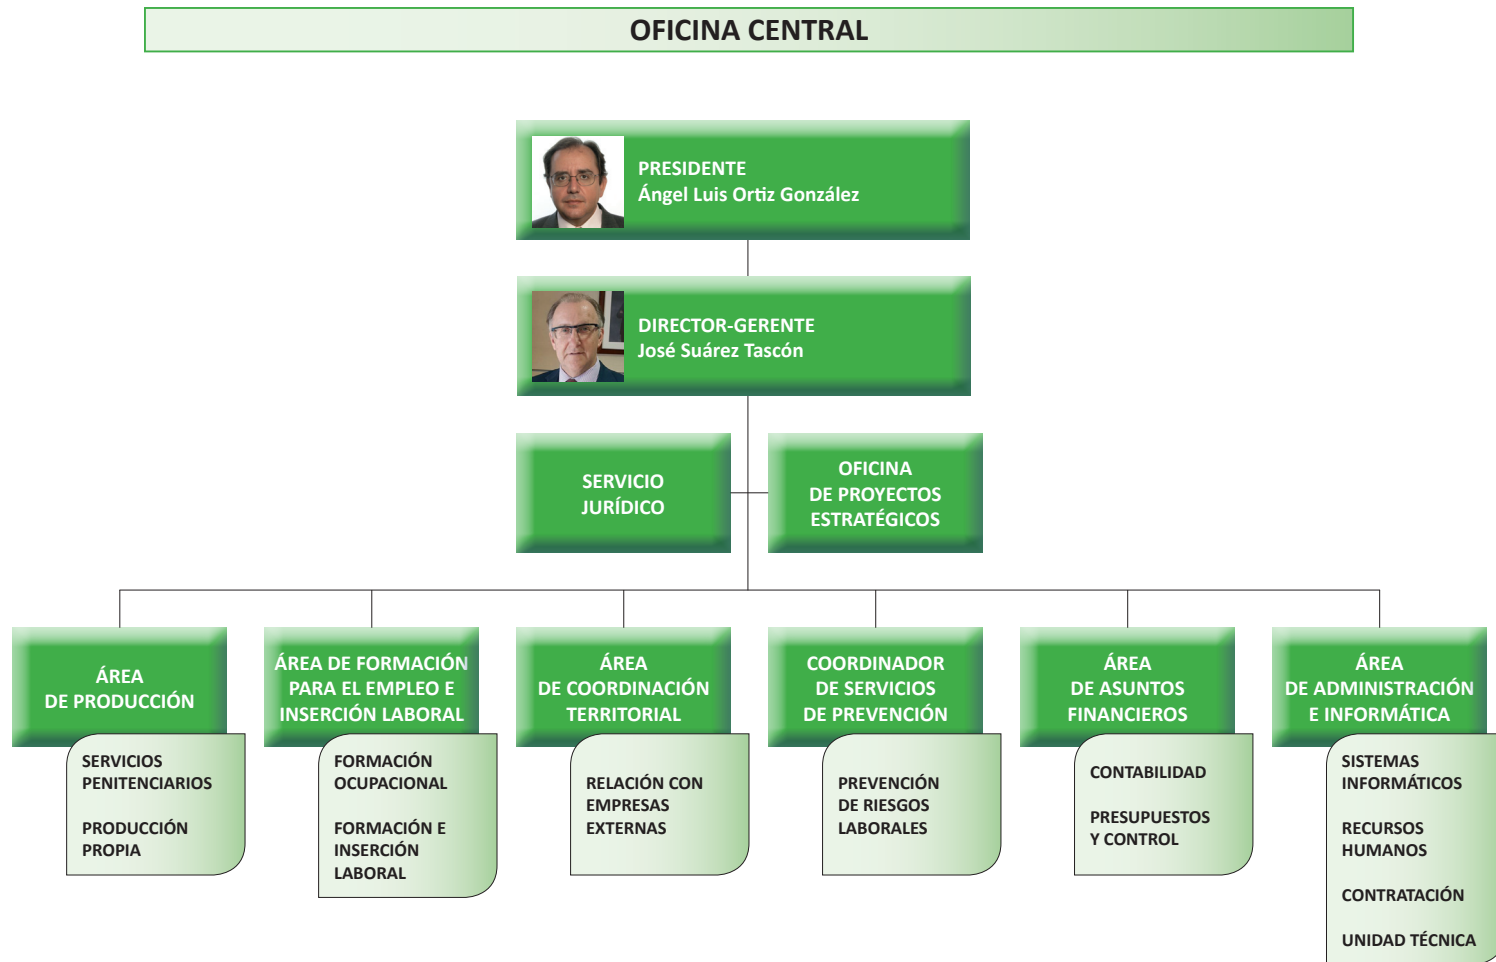 OFICINA CENTRAL
PRESIDENTE
Ángel Luis Ortiz González
DIRECTOR-GERENTE
José Suárez Tascón
SERVICIO
JURÍDICO
OFICINA
DE PROYECTOS
ESTRATÉGICOS
ÁREA
DE PRODUCCIÓN
SERVICIOS
PENITENCIARIOS
PRODUCCIÓN
PROPIA
ÁREA DE FORMACIÓN
PARA EL EMPLEO E
INSERCIÓN LABORAL
FORMACIÓN
OCUPACIONAL
FORMACIÓN E
INSERCIÓN
LABORAL
ÁREA
DE COORDINACIÓN
TERRITORIAL
RELACIÓN CON
EMPRESAS
EXTERNAS
COORDINADOR
DE SERVICIOS
DE PREVENCIÓN
PREVENCIÓN
DE RIESGOS
LABORALES
ÁREA
DE ASUNTOS
FINANCIEROS
CONTABILIDAD
PRESUPUESTOS
Y CONTROL
ÁREA
DE ADMINISTRACIÓN
E INFORMÁTICA
SISTEMAS
INFORMÁTICOS
RECURSOS
HUMANOS
CONTRATACIÓN
UNIDAD TÉCNICA